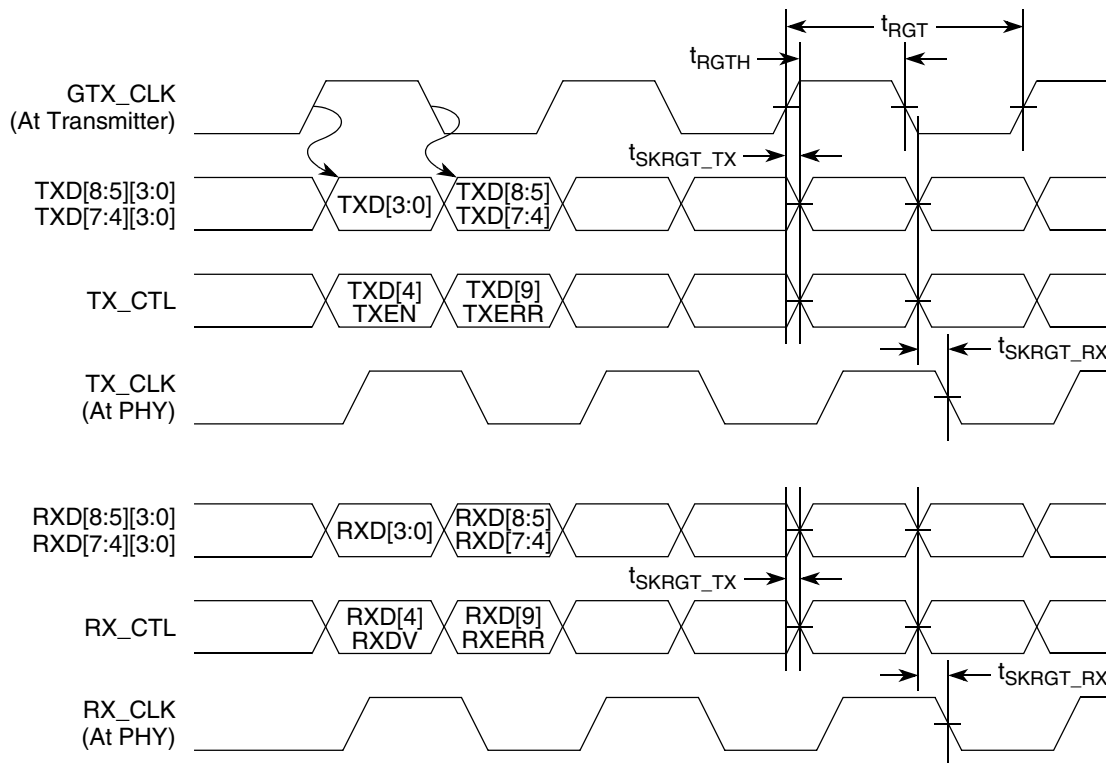 tRGT
tRGTH
GTX_CLK
(At Transmitter)
tSKRGT_TX
TXD[8:5][3:0]
TXD[7:4][3:0]
TXD[3:0]
TXD[8:5]
TXD[7:4]
TX_CTL
TXD[4]
TXEN
TXD[9]
TXERR
tSKRGT_RX
TX_CLK
(At PHY)
RXD[8:5][3:0]
RXD[7:4][3:0]
RXD[3:0]
RXD[8:5]
RXD[7:4]
tSKRGT_TX
RX_CTL
RXD[4]
RXDV
RXD[9]
RXERR
tSKRGT_RX
RX_CLK
(At PHY)